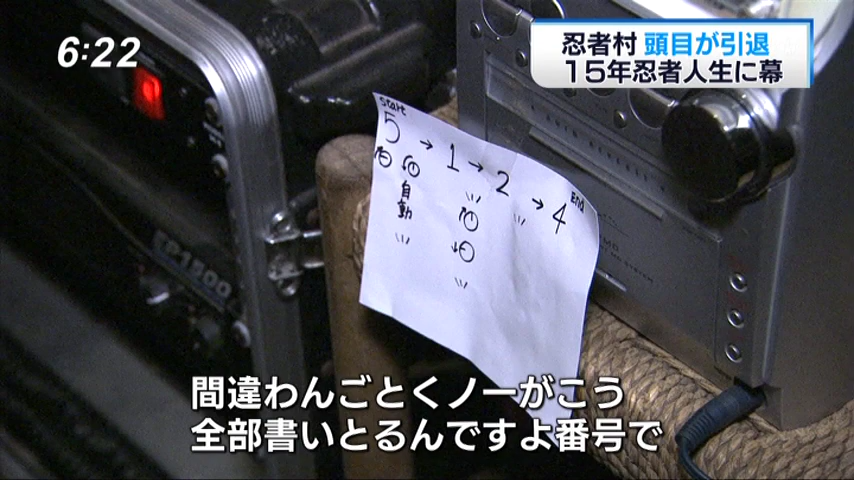 6:22
忍者村 頭目が引退
15年忍者人生に幕
start
5→1→2→4
End
自動
EP1500
間違わんごとくノーがこう
全部書いとるんですよ番号で